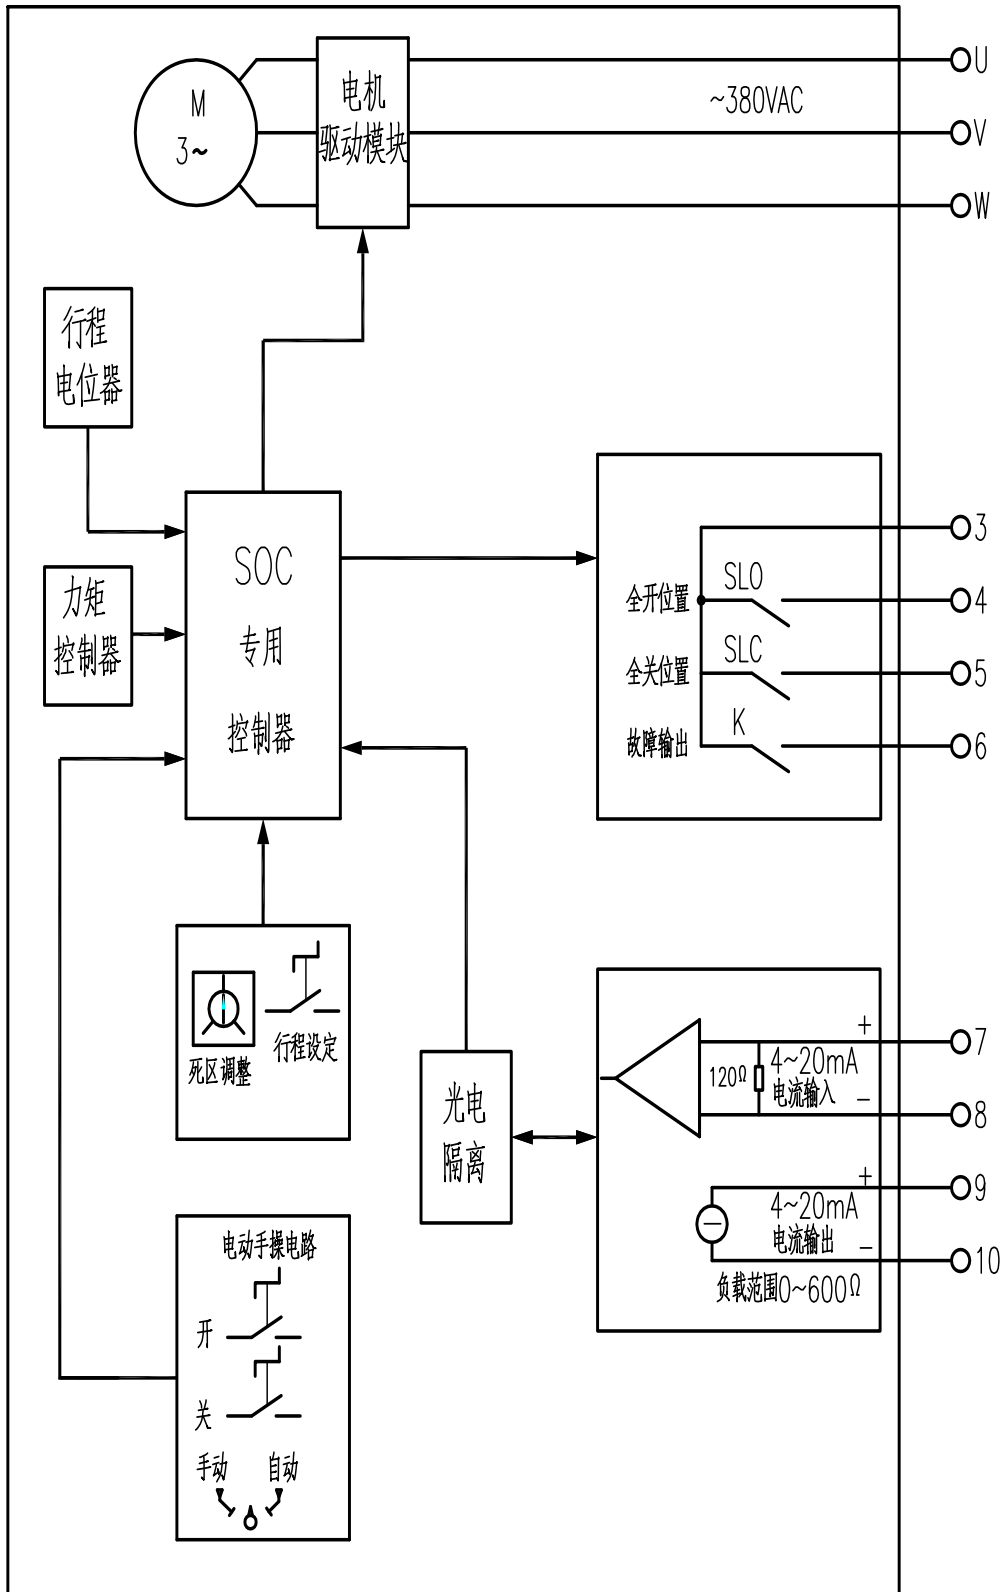 U
M
3~
电机
驱动模块
~380VAC
V
W
行程
电位器
SOC
专用
控制器
力矩
控制器
3
SLO
全开位置
4
SLC
全关位置
5
K
故障输出
6
死区调整
行程设定
光电
隔离
+
7
120Ω
4~20mA
电流输入
-
8
+
9
4~20mA
电流输出
-
10
负载范围0~600Ω
电动手操电路
开
关
手动
自动